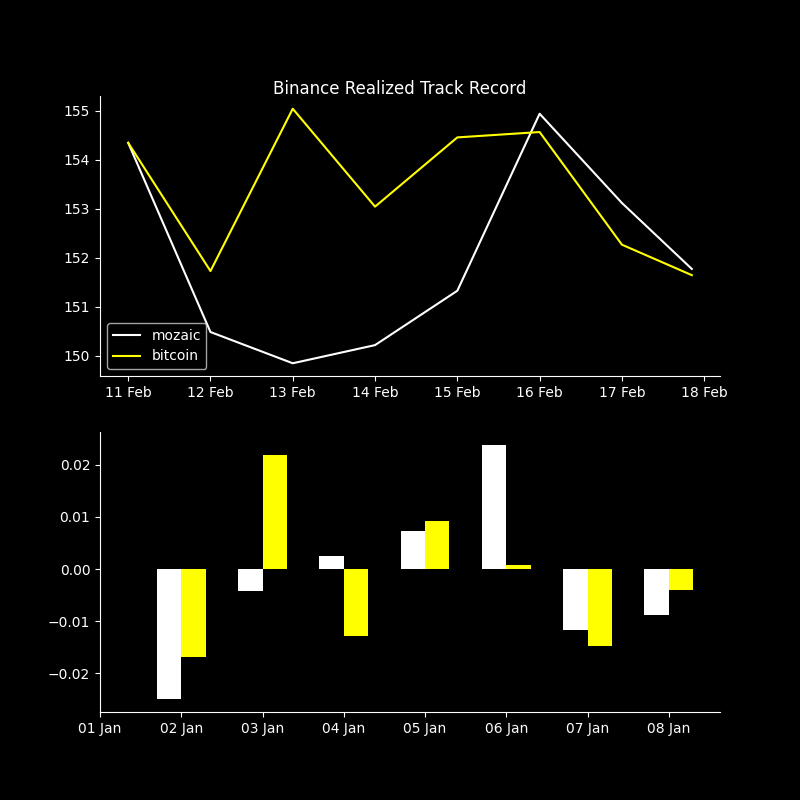 Binance Realized Track Record
155
154
153
152
151
150
mozaic
bitcoin
11 Feb 12 Feb 13 Feb 14 Feb 15 Feb 16 Feb 17 Feb 18 Feb
0.02
0.01
0.00
−0.01
−0.02
01 Jan 02 Jan 03 Jan 04 Jan 05 Jan 06 Jan 07 Jan 08 Jan